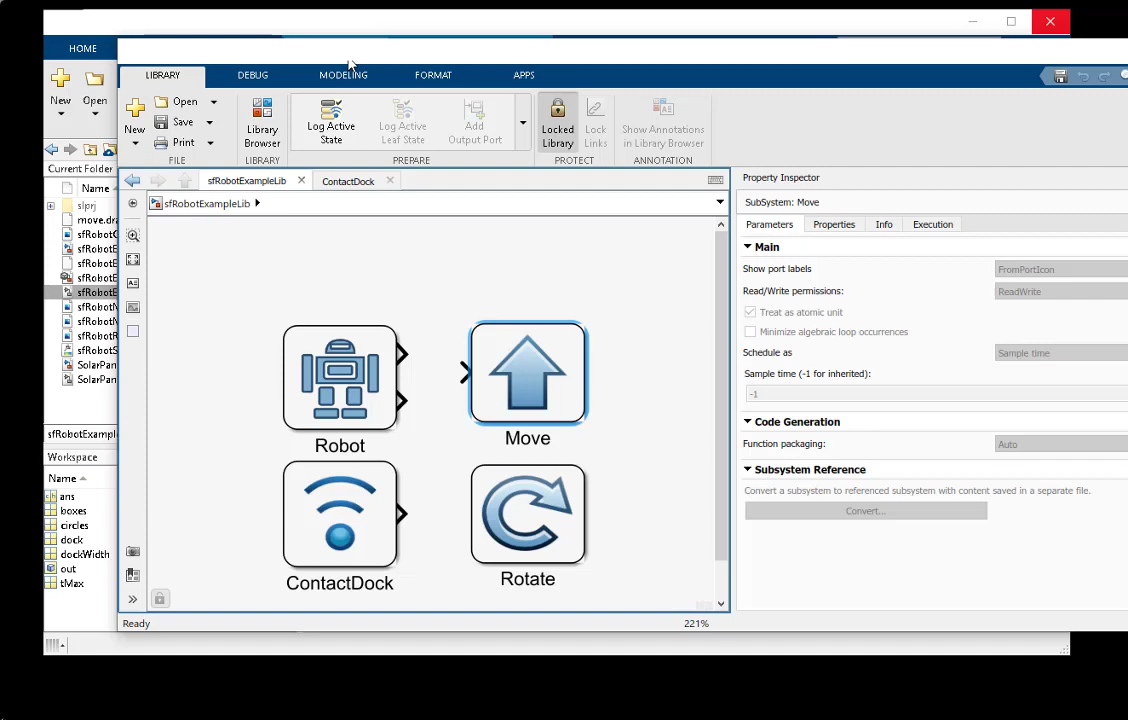 HOME
LIBRARY DEBUG MODELING FORMAT APPS
New Open
New Open
Save
Print
FILE
Library Browser
LIBRARY
Log Active State
Log Active Leaf State
Add Output Port
PREPARE
Locked Library
Lock Links
PROTECT
Show Annotations in Library Browser
ANNOTATION
Current Folder
Name
slprj
move.dra
sfRobotC
sfRobotE
sfRobotE
sfRobotE
sfRobotN
sfRobotN
sfRobotR
sfRobotS
SolarPan
SolarPan
sfRobotExample
Workspace
Name
ans
boxes
circles
dock
dockWidth
out
tMax
sfRobotExampleLib ContactDock
sfRobotExampleLib
Robot
Move
ContactDock
Rotate
Ready 221%
Property Inspector
SubSystem: Move
Parameters Properties Info Execution
Main
Show port labels FromPortIcon
Read/Write permissions: ReadWrite
Treat as atomic unit
Minimize algebraic loop occurrences
Schedule as Sample time
Sample time (-1 for inherited):
-1
Code Generation
Function packaging: Auto
Subsystem Reference
Convert a subsystem to referenced subsystem with content saved in a separate file.
Convert...